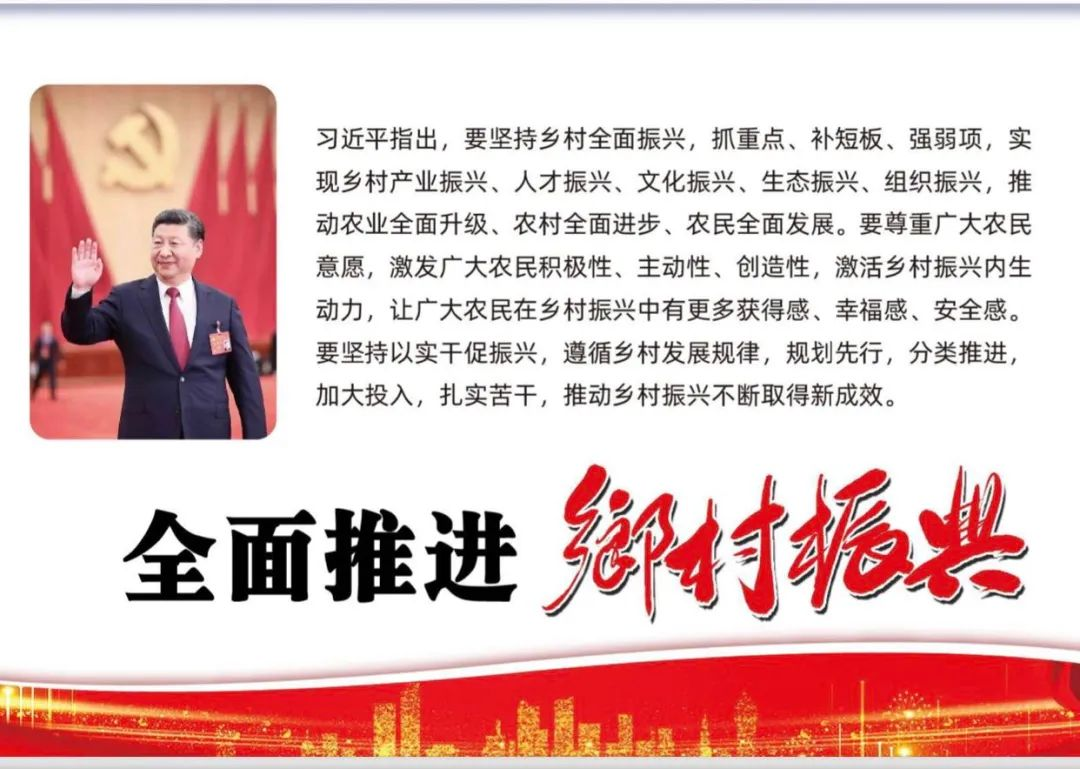 习近平指出，要坚持乡村全面振兴，抓重点、补短板、强弱项，实
现乡村产业振兴、人才振兴、文化振兴、生态振兴、组织振兴，推
动农业全面升级、农村全面进步、农民全面发展。要尊重广大农民
意愿，激发广大农民积极性、主动性、创造性，激活乡村振兴内生
动力，让广大农民在乡村振兴中有更多获得感、幸福感、安全感。
要坚持以实干促振兴，遵循乡村发展规律，规划先行，分类推进，
加大投入，扎实苦干，推动乡村振兴不断取得新成效。
全面推进鄉村振興